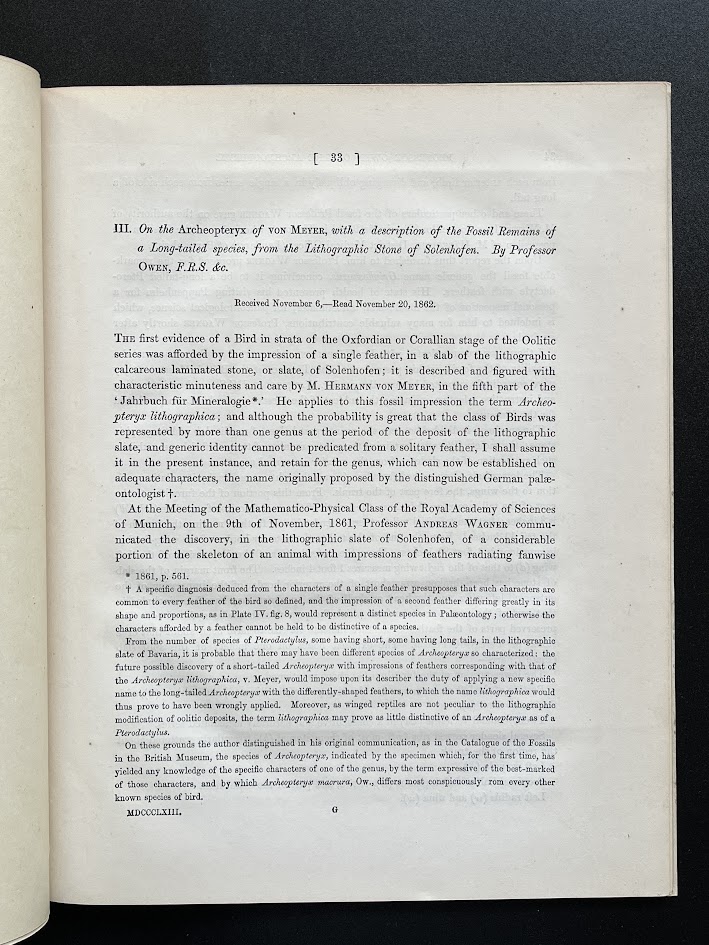 [ 33 ]
III. On the Archeopteryx of VON MEYER, with a description of the Fossil Remains of
a Long-tailed species, from the Lithographic Stone of Solenhofen. By Professor
OWEN, F.R.S. &c.
Received November 6,—Read November 20, 1862.
THE first evidence of a Bird in strata of the Oxfordian or Corallian stage of the Oolitic
series was afforded by the impression of a single feather, in a slab of the lithographic
calcareous laminated stone, or slate, of Solenhofen; it is described and figured with
characteristic minuteness and care by M. HERMANN VON MEYER, in the fifth part of the
'Jahrbuch für Mineralogie*.' He applies to this fossil impression the term Archeo-
pteryx lithographica; and although the probability is great that the class of Birds was
represented by more than one genus at the period of the deposit of the lithographic
slate, and generic identity cannot be predicated from a solitary feather, I shall assume
it in the present instance, and retain for the genus, which can now be established on
adequate characters, the name originally proposed by the distinguished German palæ-
ontologist †.
At the Meeting of the Mathematico-Physical Class of the Royal Academy of Sciences
of Munich, on the 9th of November, 1861, Professor ANDREAS WAGNER commu-
nicated the discovery, in the lithographic slate of Solenhofen, of a considerable
portion of the skeleton of an animal with impressions of feathers radiating fanwise
* 1861, p. 561.
† A specific diagnosis deduced from the characters of a single feather presupposes that such characters are
common to every feather of the bird so defined, and the impression of a second feather differing greatly in its
shape and proportions, as in Plate IV. fig. 8, would represent a distinct species in Palæontology; otherwise the
characters afforded by a feather cannot be held to be distinctive of a species.
From the number of species of Pterodactylus, some having short, some having long tails, in the lithographic
slate of Bavaria, it is probable that there may have been different species of Archeopteryx so characterized: the
future possible discovery of a short-tailed Archeopteryx with impressions of feathers corresponding with that of
the Archeopteryx lithographica, v. Meyer, would impose upon its describer the duty of applying a new specific
name to the long-tailed Archeopteryx with the differently-shaped feathers, to which the name lithographica would
thus prove to have been wrongly applied. Moreover, as winged reptiles are not peculiar to the lithographic
modification of oolitic deposits, the term lithographica may prove as little distinctive of an Archeopteryx as of a
Pterodactylus.
On these grounds the author distinguished in his original communication, as in the Catalogue of the Fossils
in the British Museum, the species of Archeopteryx, indicated by the specimen which, for the first time, has
yielded any knowledge of the specific characters of one of the genus, by the term expressive of the best-marked
of those characters, and by which Archeopteryx macrura, Ow., differs most conspicuously rom every other
known species of bird.
MDCCCLXIII. G